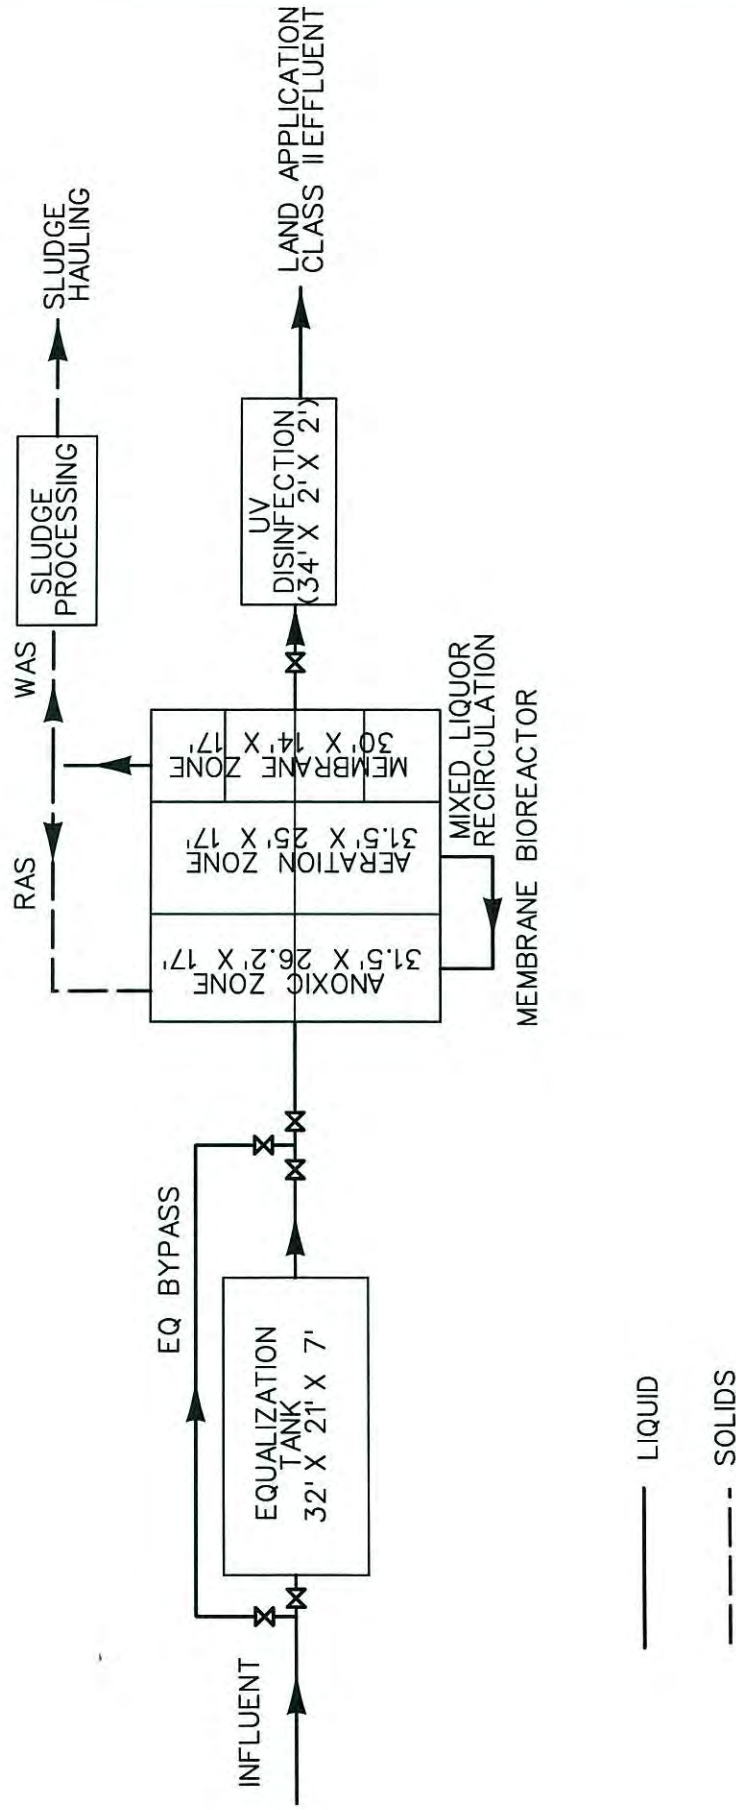 INFLUENT
EQ BYPASS
EQUALIZATION
TANK
32' X 21' X 7'
RAS
WAS
ANOXIC ZONE
31.5' X 26.2' X 17'
AERATION ZONE
31.5' X 25' X 17'
MEMBRANE ZONE
30' X 14' X 17'
MIXED LIQUOR
RECIRCULATION
MEMBRANE BIOREACTOR
SLUDGE
PROCESSING
SLUDGE
HAULING
UV
DISINFECTION
(34' X 2' X 2')
LAND APPLICATION
CLASS II EFFLUENT
LIQUID
SOLIDS